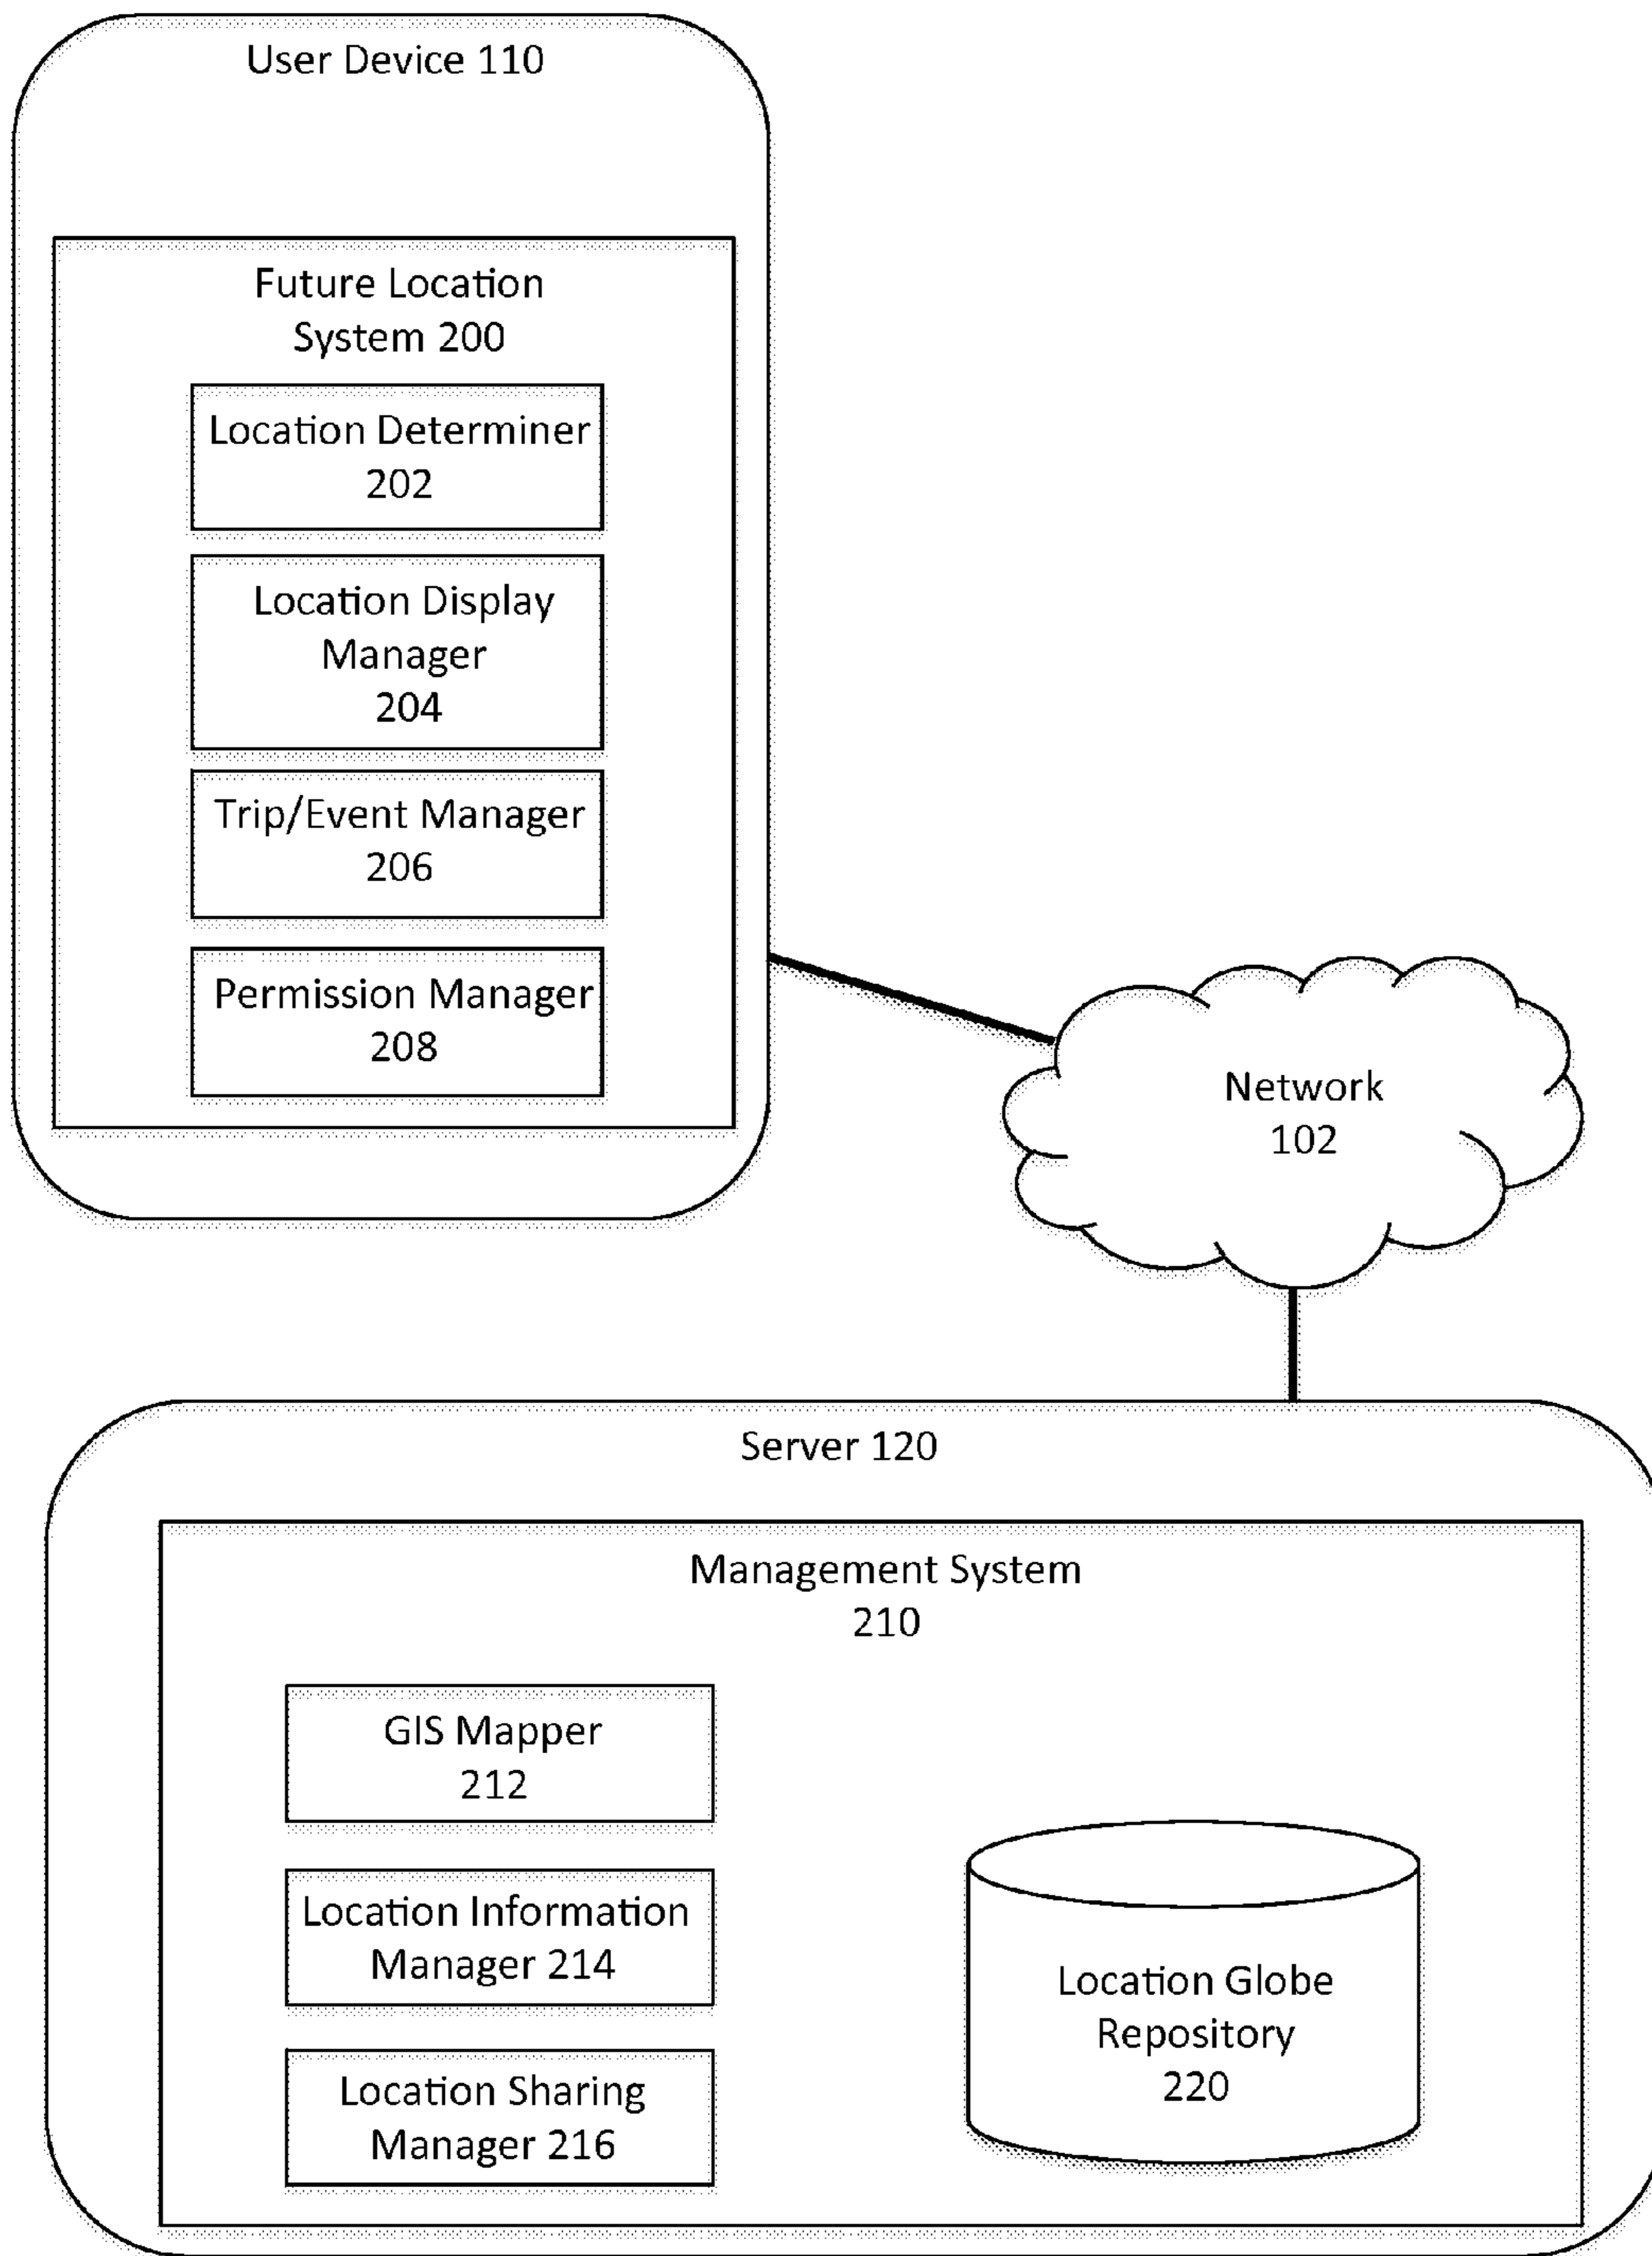 User Device 110
Future Location
System 200
Location Determiner
202
Location Display
Manager
204
Trip/Event Manager
206
Permission Manager
208
Network
102
Server 120
Management System
210
GIS Mapper
212
Location Information
Manager 214
Location Sharing
Manager 216
Location Globe
Repository
220